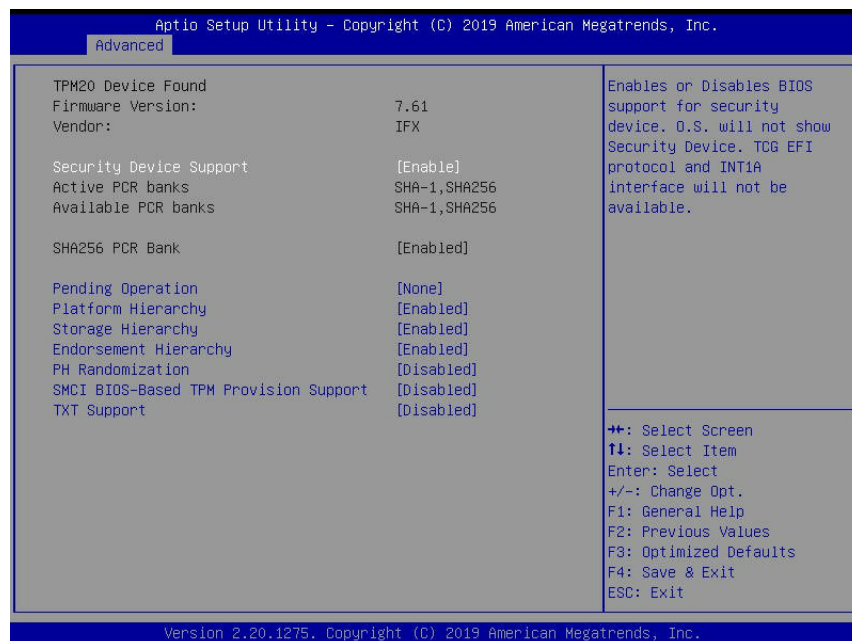 Aptio Setup Utility – Copyright (C) 2019 American Megatrends, Inc.
Advanced
TPM20 Device Found
Firmware Version: 7.61
Vendor: IFX
Security Device Support [Enable]
Active PCR banks SHA-1,SHA256
Available PCR banks SHA-1,SHA256
SHA256 PCR Bank [Enabled]
Pending Operation [None]
Platform Hierarchy [Enabled]
Storage Hierarchy [Enabled]
Endorsement Hierarchy [Enabled]
PH Randomization [Disabled]
SMCI BIOS-Based TPM Provision Support [Disabled]
TXT Support [Disabled]
Enables or Disables BIOS
support for security
device. O.S. will not show
Security Device. TCG EFI
protocol and INT1A
interface will not be
available.
→←: Select Screen
↑↓: Select Item
Enter: Select
+/-: Change Opt.
F1: General Help
F2: Previous Values
F3: Optimized Defaults
F4: Save & Exit
ESC: Exit
Version 2.20.1275. Copyright (C) 2019 American Megatrends, Inc.